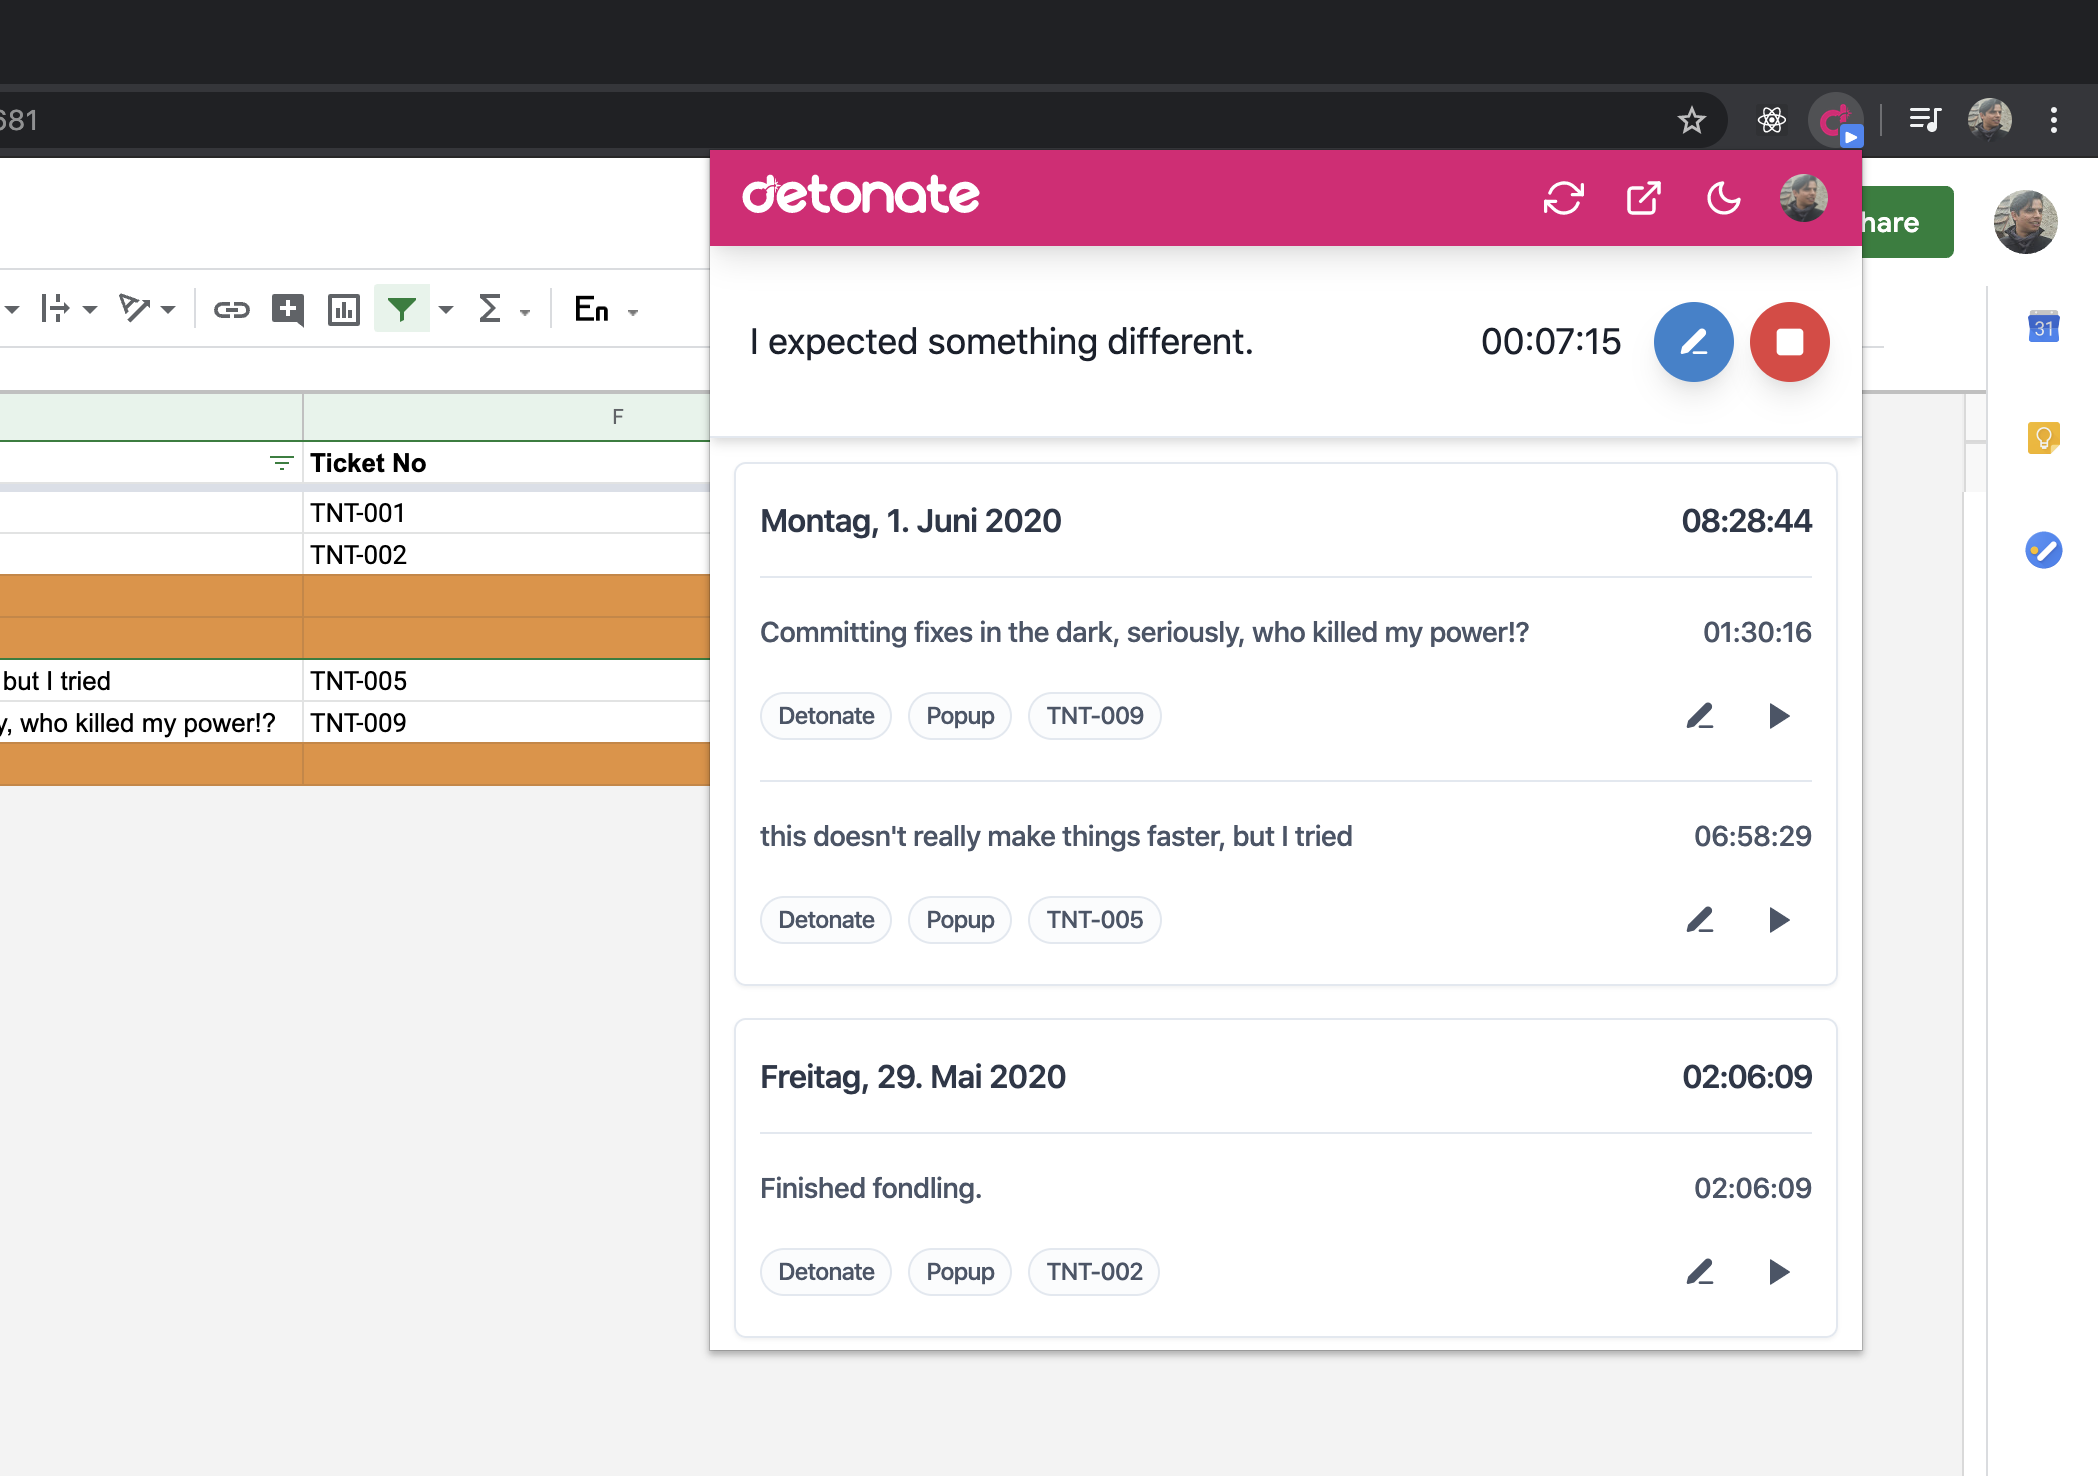 681
detonate
hare
En
I expected something different.
00:07:15
31
F
Ticket No
TNT-001
TNT-002
but I tried
TNT-005
y, who killed my power!?
TNT-009
Montag, 1. Juni 2020
08:28:44
Committing fixes in the dark, seriously, who killed my power!?
01:30:16
Detonate
Popup
TNT-009
this doesn't really make things faster, but I tried
06:58:29
Detonate
Popup
TNT-005
Freitag, 29. Mai 2020
02:06:09
Finished fondling.
02:06:09
Detonate
Popup
TNT-002